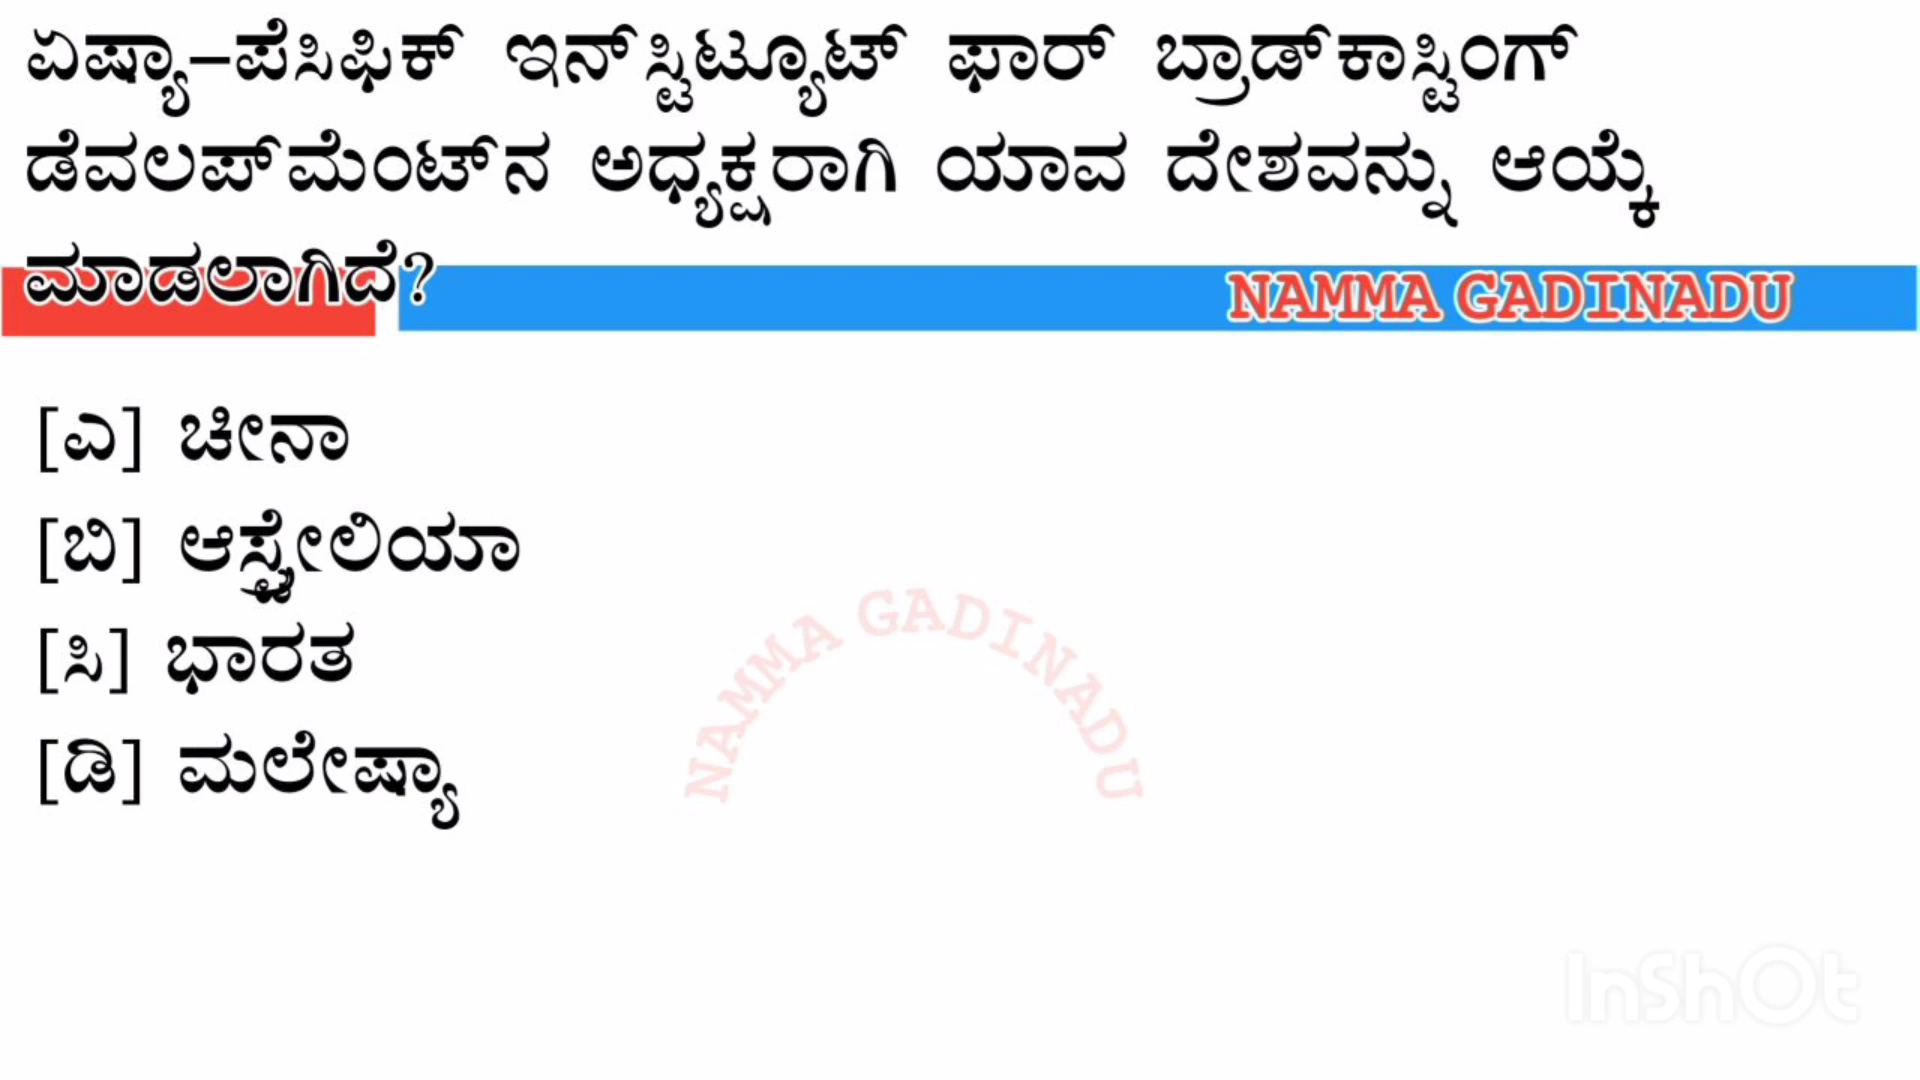 ಏಷ್ಯಾ-ಪೆಸಿಫಿಕ್ ಇನ್‌ಸ್ಟಿಟ್ಯೂಟ್ ಫಾರ್ ಬ್ರಾಡ್‌ಕಾಸ್ಟಿಂಗ್
ಡೆವಲಪ್‌ಮೆಂಟ್‌ನ ಅಧ್ಯಕ್ಷರಾಗಿ ಯಾವ ದೇಶವನ್ನು ಆಯ್ಕೆ
ಮಾಡಲಾಗಿದೆ?
NAMMA GADINADU
[ಎ] ಚೀನಾ
[ಬಿ] ಆಸ್ಟ್ರೇಲಿಯಾ
[ಸಿ] ಭಾರತ
[ಡಿ] ಮಲೇಷ್ಯಾ
NAMMA GADINADU
InShOt